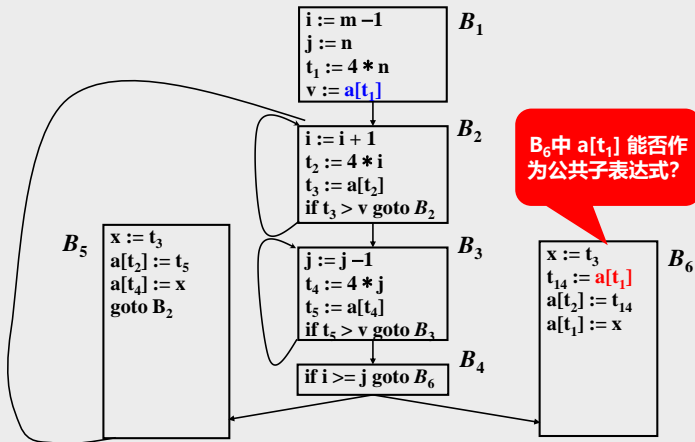 i := m −1
j := n
t₁ := 4 * n
v := a[t₁]
B₁
i := i + 1
t₂ := 4 * i
t₃ := a[t₂]
if t₃ > v goto B₂
B₂
B₆中 a[t₁] 能否作
为公共子表达式?
B₅
x := t₃
a[t₂] := t₅
a[t₄] := x
goto B₂
j := j −1
t₄ := 4 * j
t₅ := a[t₄]
if t₅ > v goto B₃
B₃
x := t₃
t₁₄ := a[t₁]
a[t₂] := t₁₄
a[t₁] := x
B₆
if i >= j goto B₆
B₄